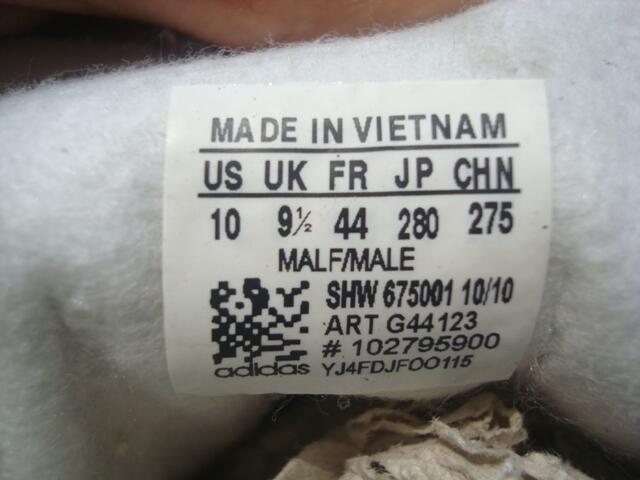 MADE IN VIETNAM
US UK FR JP CHN
10 9½ 44 280 275
MALF/MALE
SHW 675001 10/10
ART G44123
# 102795900
adidas YJ4FDJFOO115